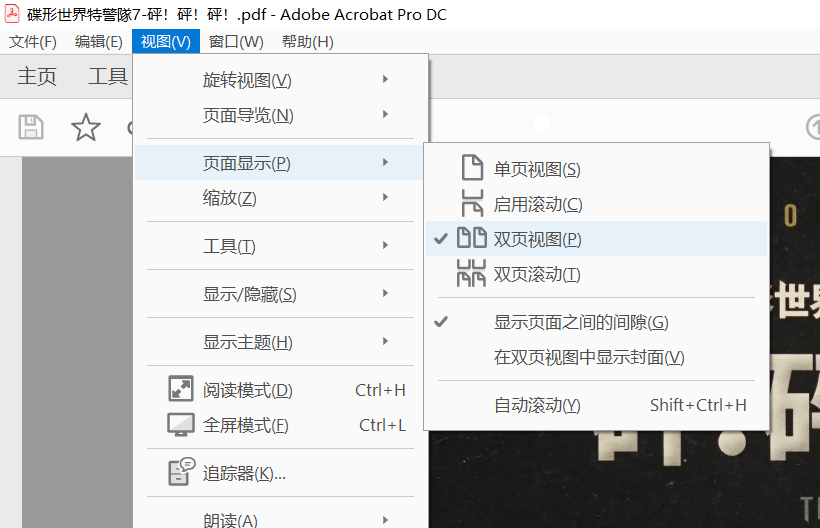 碟形世界特警隊7-砰！砰！砰！.pdf - Adobe Acrobat Pro DC
文件(F) 编辑(E) 视图(V) 窗口(W) 帮助(H)
主页 工具
旋转视图(V)
页面导览(N)
页面显示(P)
缩放(Z)
工具(T)
显示/隐藏(S)
显示主题(H)
阅读模式(D) Ctrl+H
全屏模式(F) Ctrl+L
追踪器(K)...
朗读(A)
单页视图(S)
启用滚动(C)
双页视图(P)
双页滚动(T)
显示页面之间的间隙(G)
在双页视图中显示封面(V)
自动滚动(Y) Shift+Ctrl+H
0
世